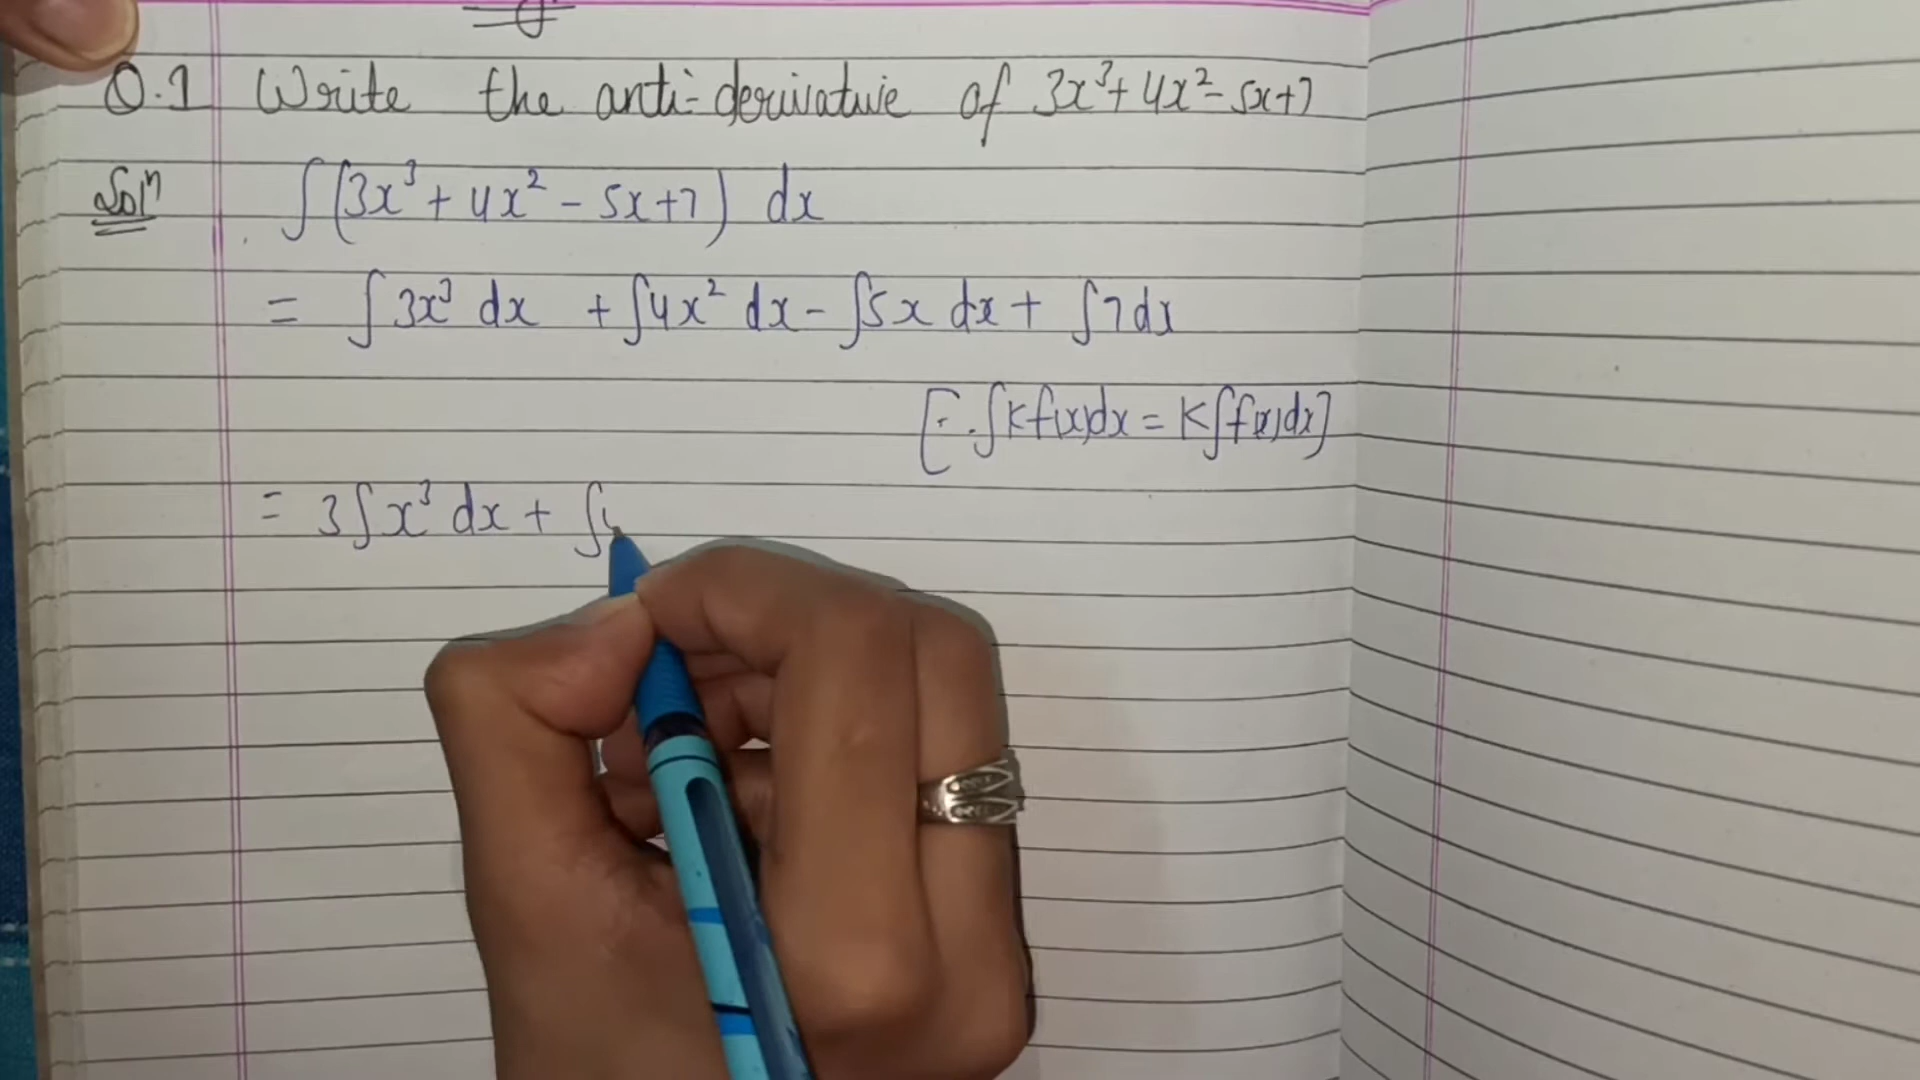 Q.1 Write the anti-derivative of 3x³+4x²-5x+7
Solⁿ ∫(3x³+4x²-5x+7) dx
= ∫3x³ dx + ∫4x² dx - ∫5x dx + ∫7dx
[∵ ∫Kf(x)dx = K∫f(x)dx]
= 3∫x³ dx + ∫